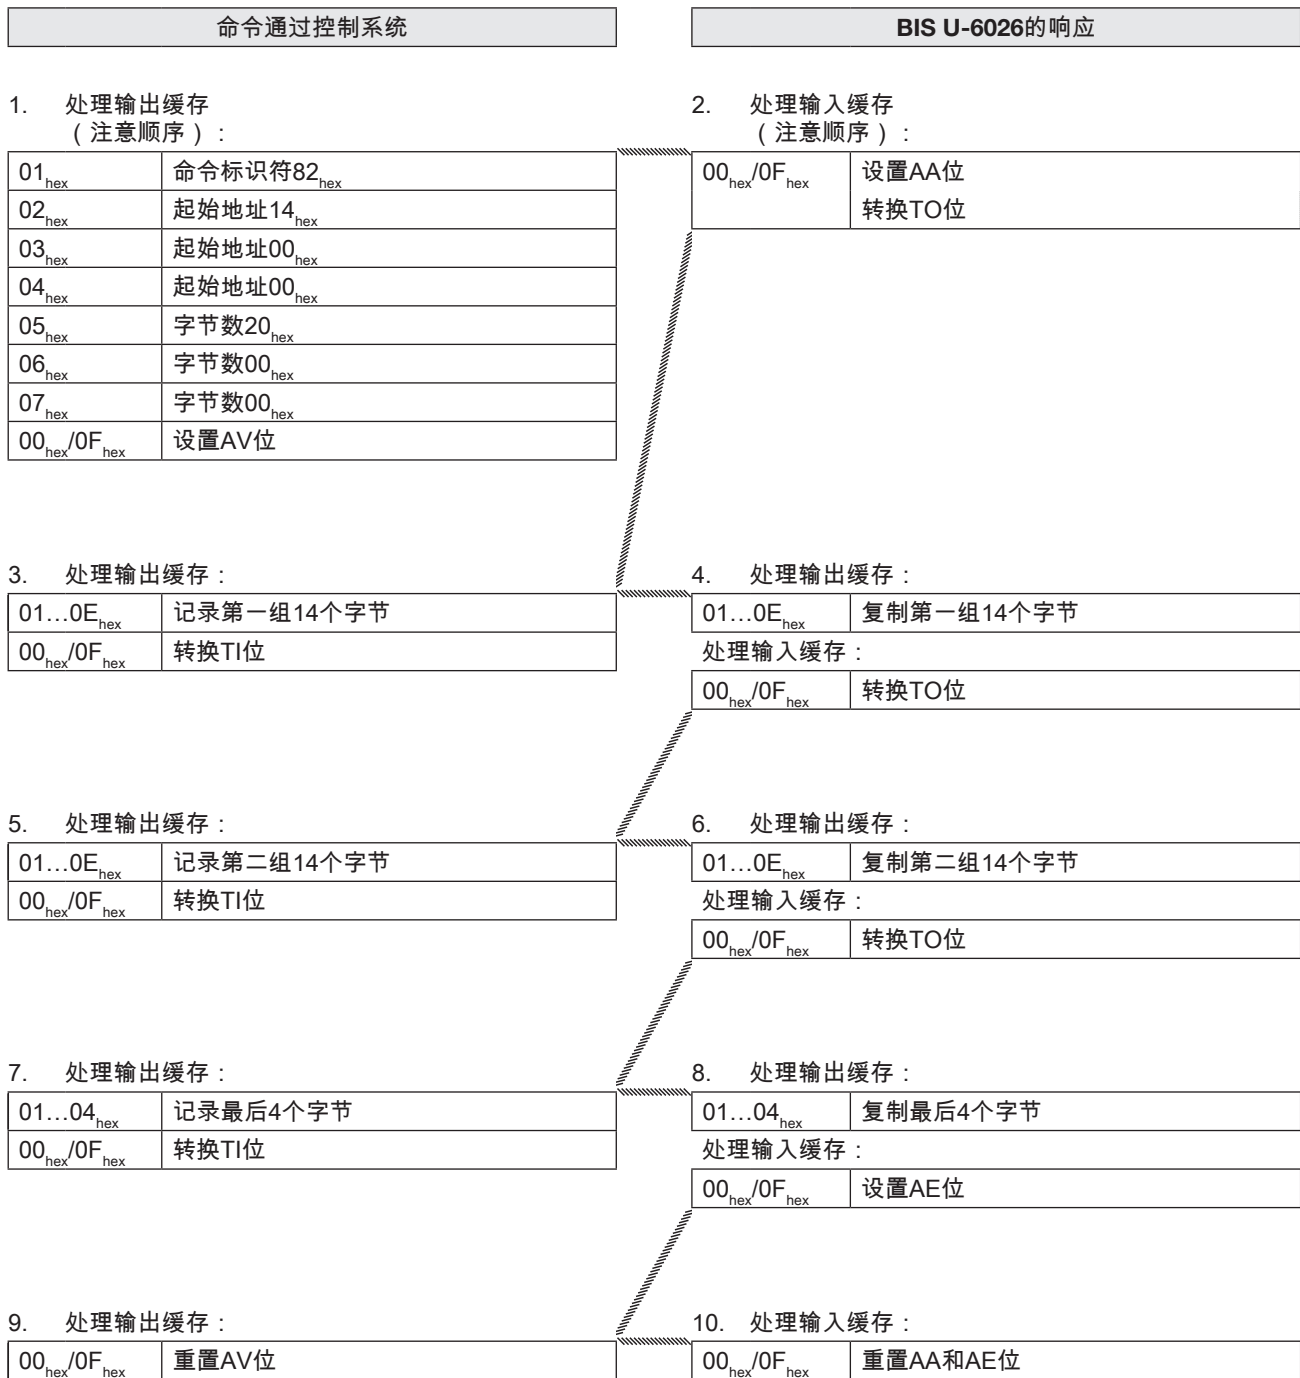 命令通过控制系统
BIS U-6026的响应
1. 处理输出缓存
（注意顺序）：
01hex 命令标识符82hex
02hex 起始地址14hex
03hex 起始地址00hex
04hex 起始地址00hex
05hex 字节数20hex
06hex 字节数00hex
07hex 字节数00hex
00hex/0Fhex 设置AV位
2. 处理输入缓存
（注意顺序）：
00hex/0Fhex 设置AA位
转换TO位
3. 处理输出缓存：
01…0Ehex 记录第一组14个字节
00hex/0Fhex 转换TI位
4. 处理输出缓存：
01…0Ehex 复制第一组14个字节
处理输入缓存：
00hex/0Fhex 转换TO位
5. 处理输出缓存：
01…0Ehex 记录第二组14个字节
00hex/0Fhex 转换TI位
6. 处理输出缓存：
01…0Ehex 复制第二组14个字节
处理输入缓存：
00hex/0Fhex 转换TO位
7. 处理输出缓存：
01…04hex 记录最后4个字节
00hex/0Fhex 转换TI位
8. 处理输出缓存：
01…04hex 复制最后4个字节
处理输入缓存：
00hex/0Fhex 设置AE位
9. 处理输出缓存：
00hex/0Fhex 重置AV位
10. 处理输入缓存：
00hex/0Fhex 重置AA和AE位